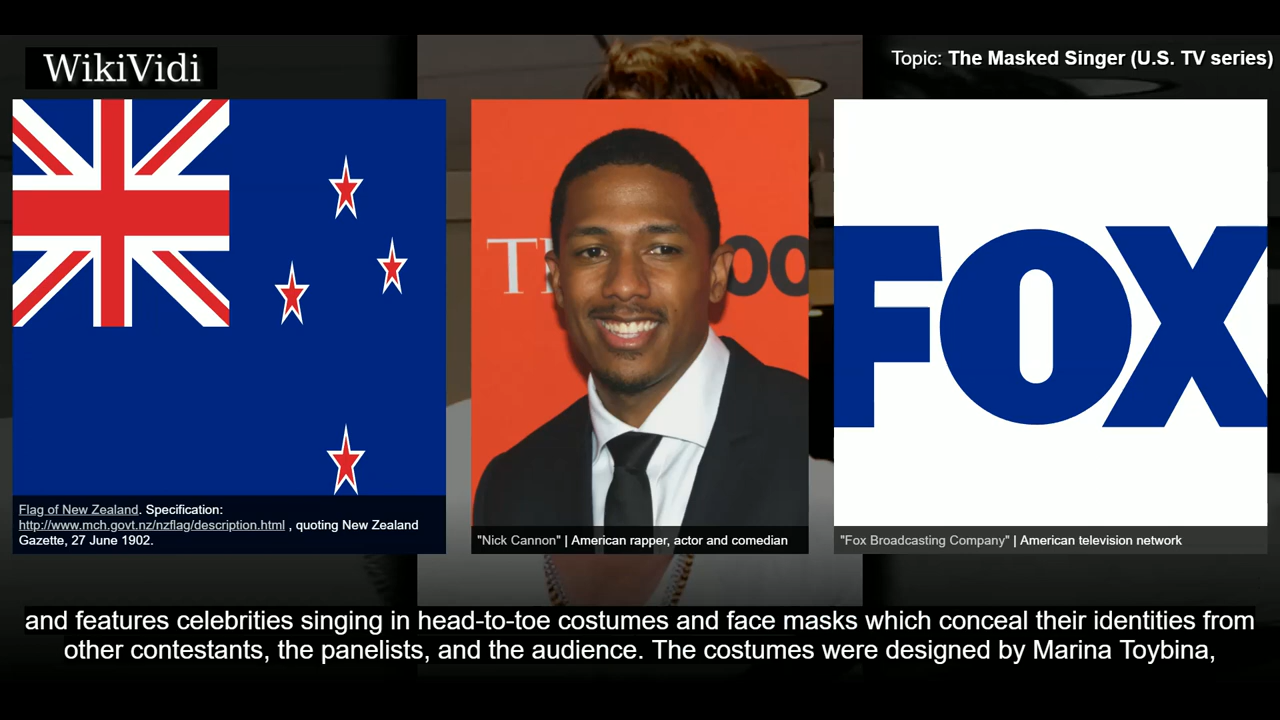 WikiVidi
Topic: The Masked Singer (U.S. TV series)
Flag of New Zealand. Specification:
http://www.mch.govt.nz/nzflag/description.html , quoting New Zealand
Gazette, 27 June 1902.
"Nick Cannon" | American rapper, actor and comedian
FOX
"Fox Broadcasting Company" | American television network
and features celebrities singing in head-to-toe costumes and face masks which conceal their identities from
other contestants, the panelists, and the audience. The costumes were designed by Marina Toybina,